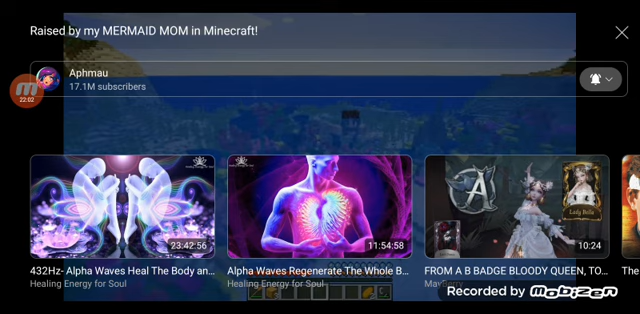 Raised by my MERMAID MOM in Minecraft!
Aphmau
17.1M subscribers
22:02
23:42:56
11:54:58
A
Lady Bella
10:24
432Hz- Alpha Waves Heal The Body an...
Alpha Waves Regenerate The Whole B...
FROM A B BADGE BLOODY QUEEN, TO...
The
Healing Energy for Soul
Healing Energy for Soul
MayBerry
Recorded by Mobizen